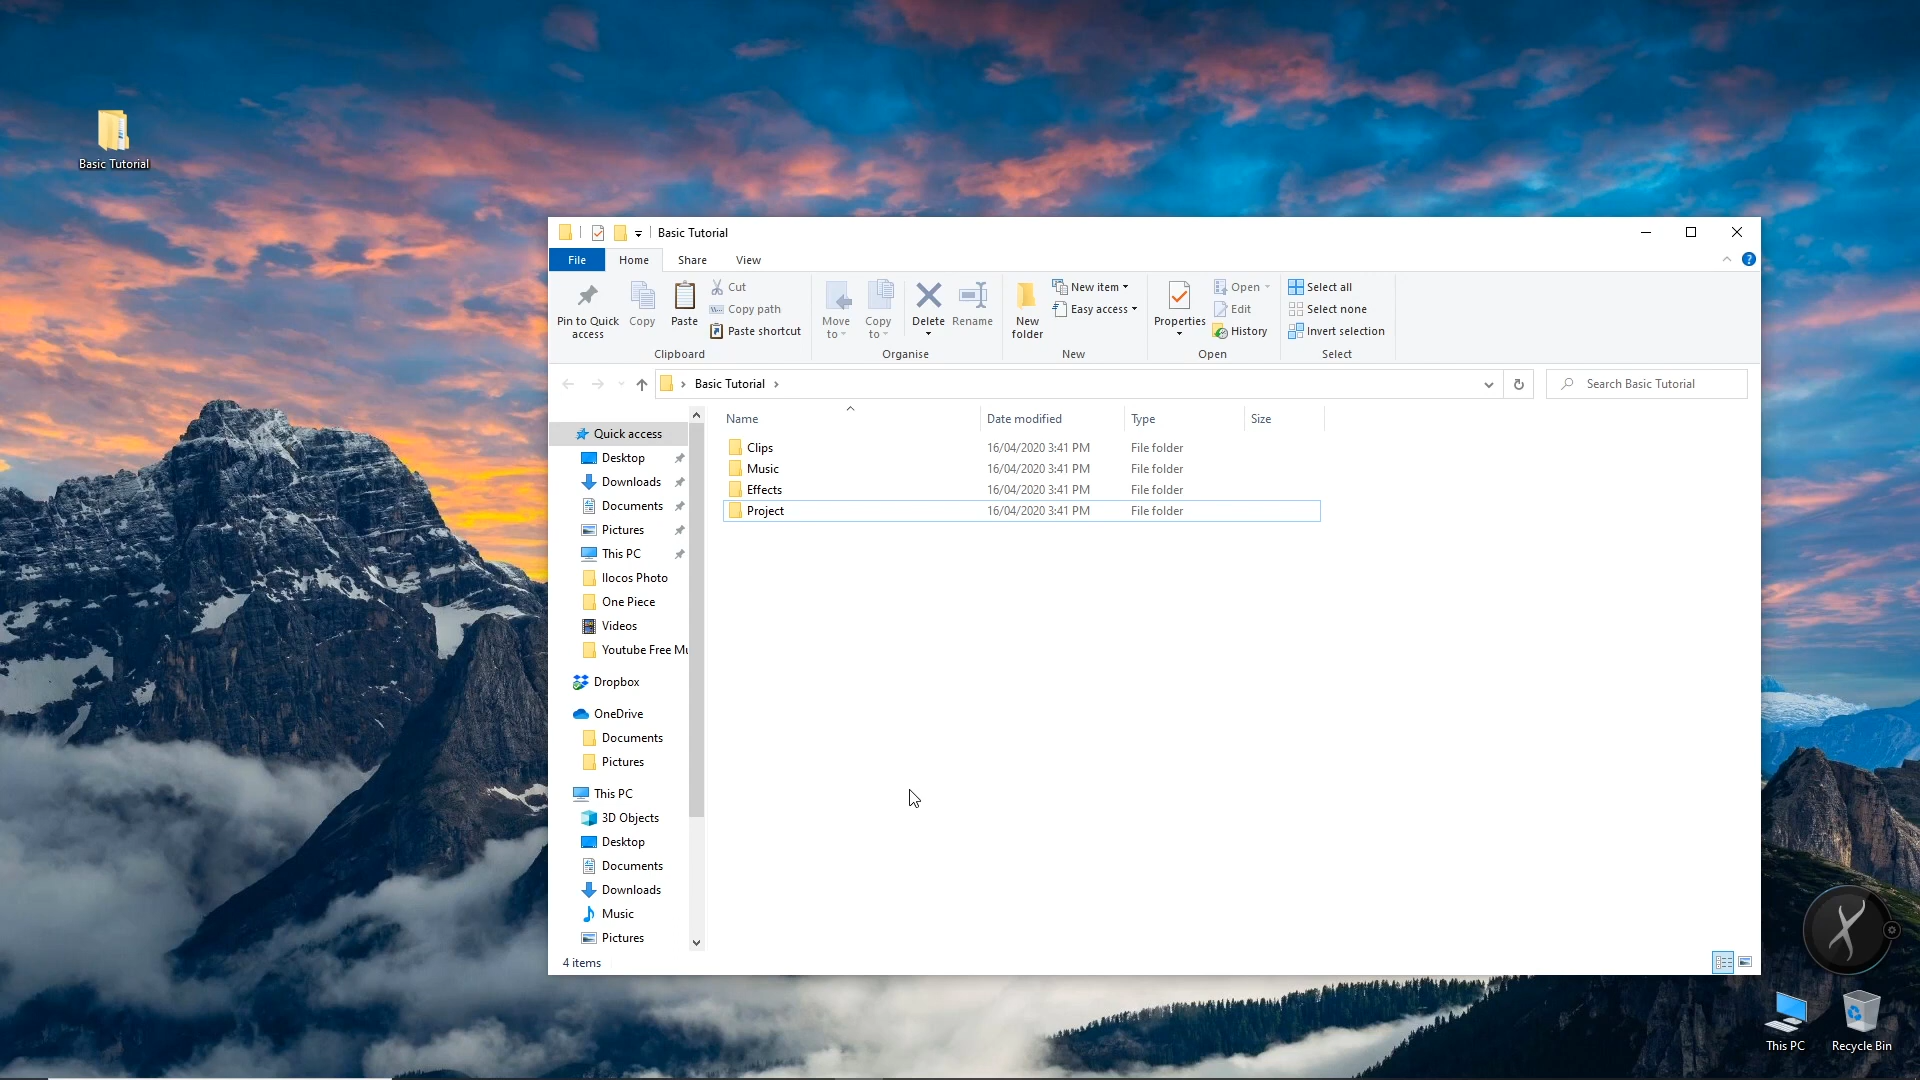 Basic Tutorial
Basic Tutorial
File Home Share View
Pin to Quick access
Copy
Paste
Cut
Copy path
Paste shortcut
Clipboard
Move to
Copy to
Delete
Rename
Organise
New folder
New item
Easy access
New
Properties
Open
Edit
History
Open
Select all
Select none
Invert selection
Select
Basic Tutorial
Search Basic Tutorial
Name Date modified Type Size
Clips 16/04/2020 3:41 PM File folder
Music 16/04/2020 3:41 PM File folder
Effects 16/04/2020 3:41 PM File folder
Project 16/04/2020 3:41 PM File folder
Quick access
Desktop
Downloads
Documents
Pictures
This PC
Ilocos Photo
One Piece
Videos
Youtube Free Mu
Dropbox
OneDrive
Documents
Pictures
This PC
3D Objects
Desktop
Documents
Downloads
Music
Pictures
4 items
This PC
Recycle Bin